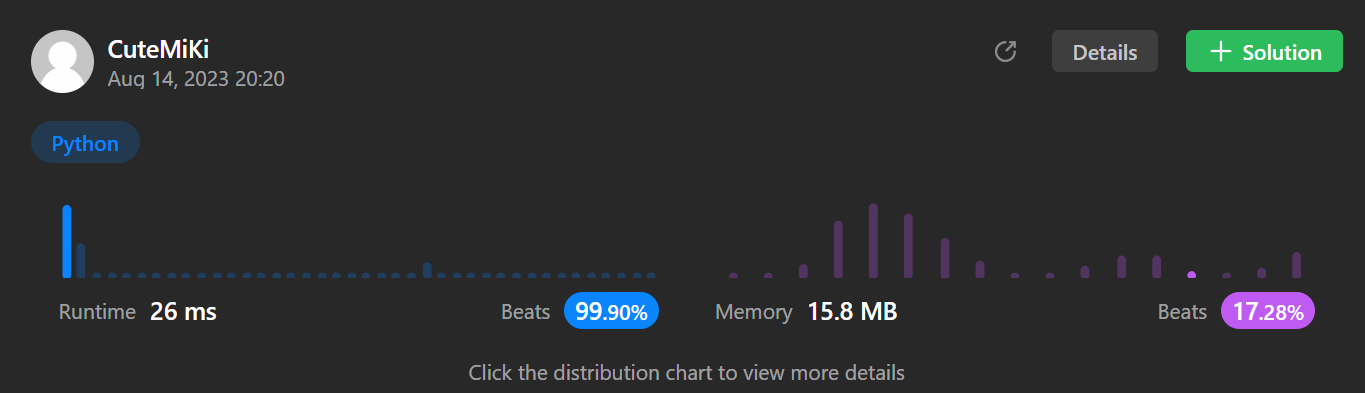 CuteMiKi
Aug 14, 2023 20:20
Details
Solution
Python
Runtime 26 ms
Beats 99.90%
Memory 15.8 MB
Beats 17.28%
Click the distribution chart to view more details